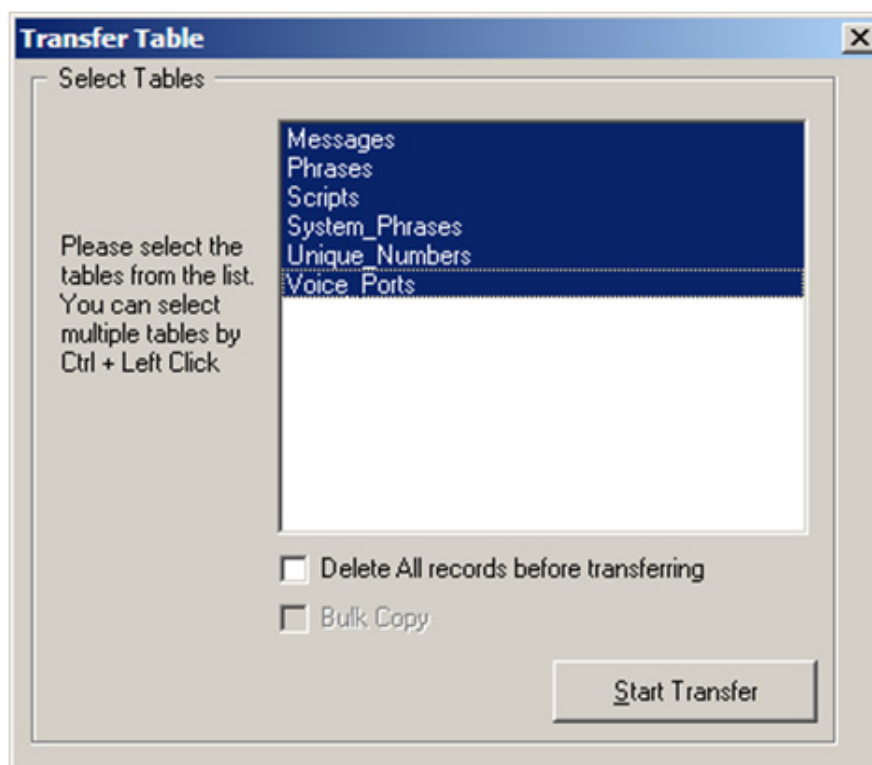 Transfer Table
Select Tables
Messages
Phrases
Scripts
System_Phrases
Unique_Numbers
Voice_Ports
Please select the
tables from the list.
You can select
multiple tables by
Ctrl + Left Click
Delete All records before transferring
Bulk Copy
Start Transfer